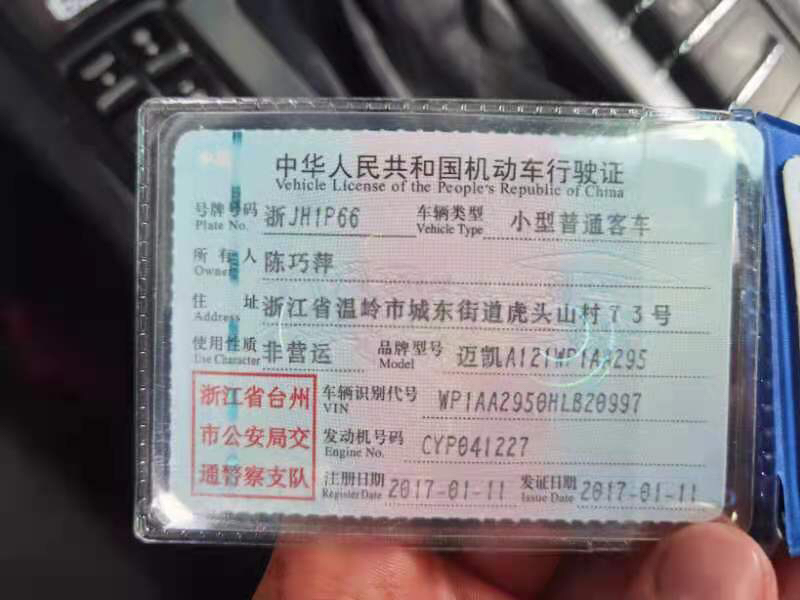 中华人民共和国机动车行驶证
Vehicle License of the People's Republic of China
号牌号码 浙JH1P66 车辆类型 小型普通客车
Plate No. Vehicle Type
所有人 陈巧萍
Owner
住址 浙江省温岭市城东街道虎头山村73号
Address
使用性质 非营运 品牌型号 迈凯A121WP1AA295
Use Character Model
浙江省台州 车辆识别代号 WP1AA2950HLB20997
VIN
市公安局交 发动机号码 CYP041227
Engine No.
通警察支队 注册日期 2017-01-11 发证日期 2017-01-11
Register Date Issue Date